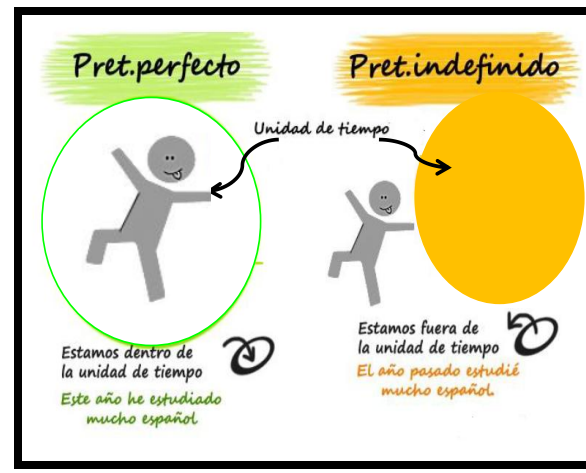 Pret.perfecto
Pret.indefinido
Unidad de tiempo
Estamos dentro de
la unidad de tiempo
Este año he estudiado
mucho español
Estamos fuera de
la unidad de tiempo
El año pasado estudié
mucho español.